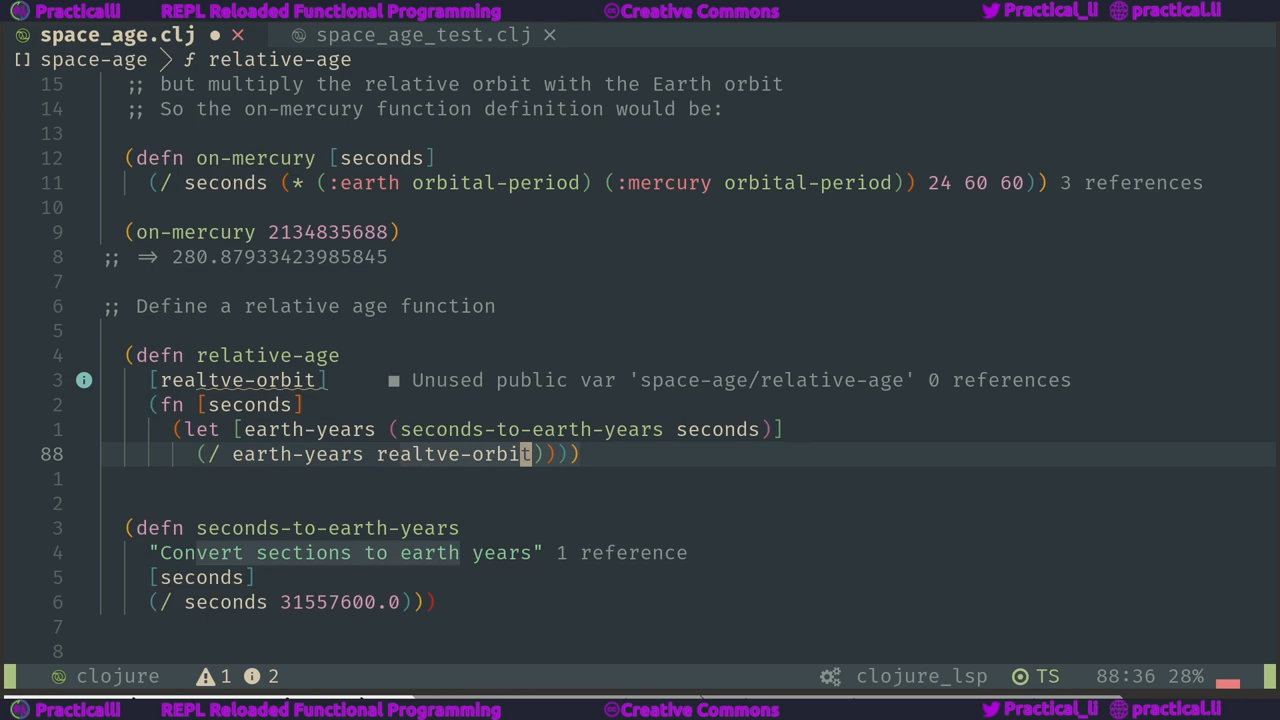 Practicalli REPL Reloaded Functional Programming Creative Commons Practical_li practical.li
space_age.clj ● × space_age_test.clj ×
[] space-age > ƒ relative-age
15 ;; but multiply the relative orbit with the Earth orbit
14 ;; So the on-mercury function definition would be:
13
12 (defn on-mercury [seconds]
11 (/ seconds (* (:earth orbital-period) (:mercury orbital-period)) 24 60 60)) 3 references
10
9 (on-mercury 2134835688)
8 ;; => 280.87933423985845
7
6 ;; Define a relative age function
5
4 (defn relative-age
3 [realtve-orbit] ■ Unused public var 'space-age/relative-age' 0 references
2 (fn [seconds]
1 (let [earth-years (seconds-to-earth-years seconds)]
88 (/ earth-years realtve-orbit))))
1
2
3 (defn seconds-to-earth-years
4 "Convert sections to earth years" 1 reference
5 [seconds]
6 (/ seconds 31557600.0)))
7
8
clojure 1 2 clojure_lsp TS 88:36 28%
Practicalli REPL Reloaded Functional Programming Creative Commons Practical_li practical.li